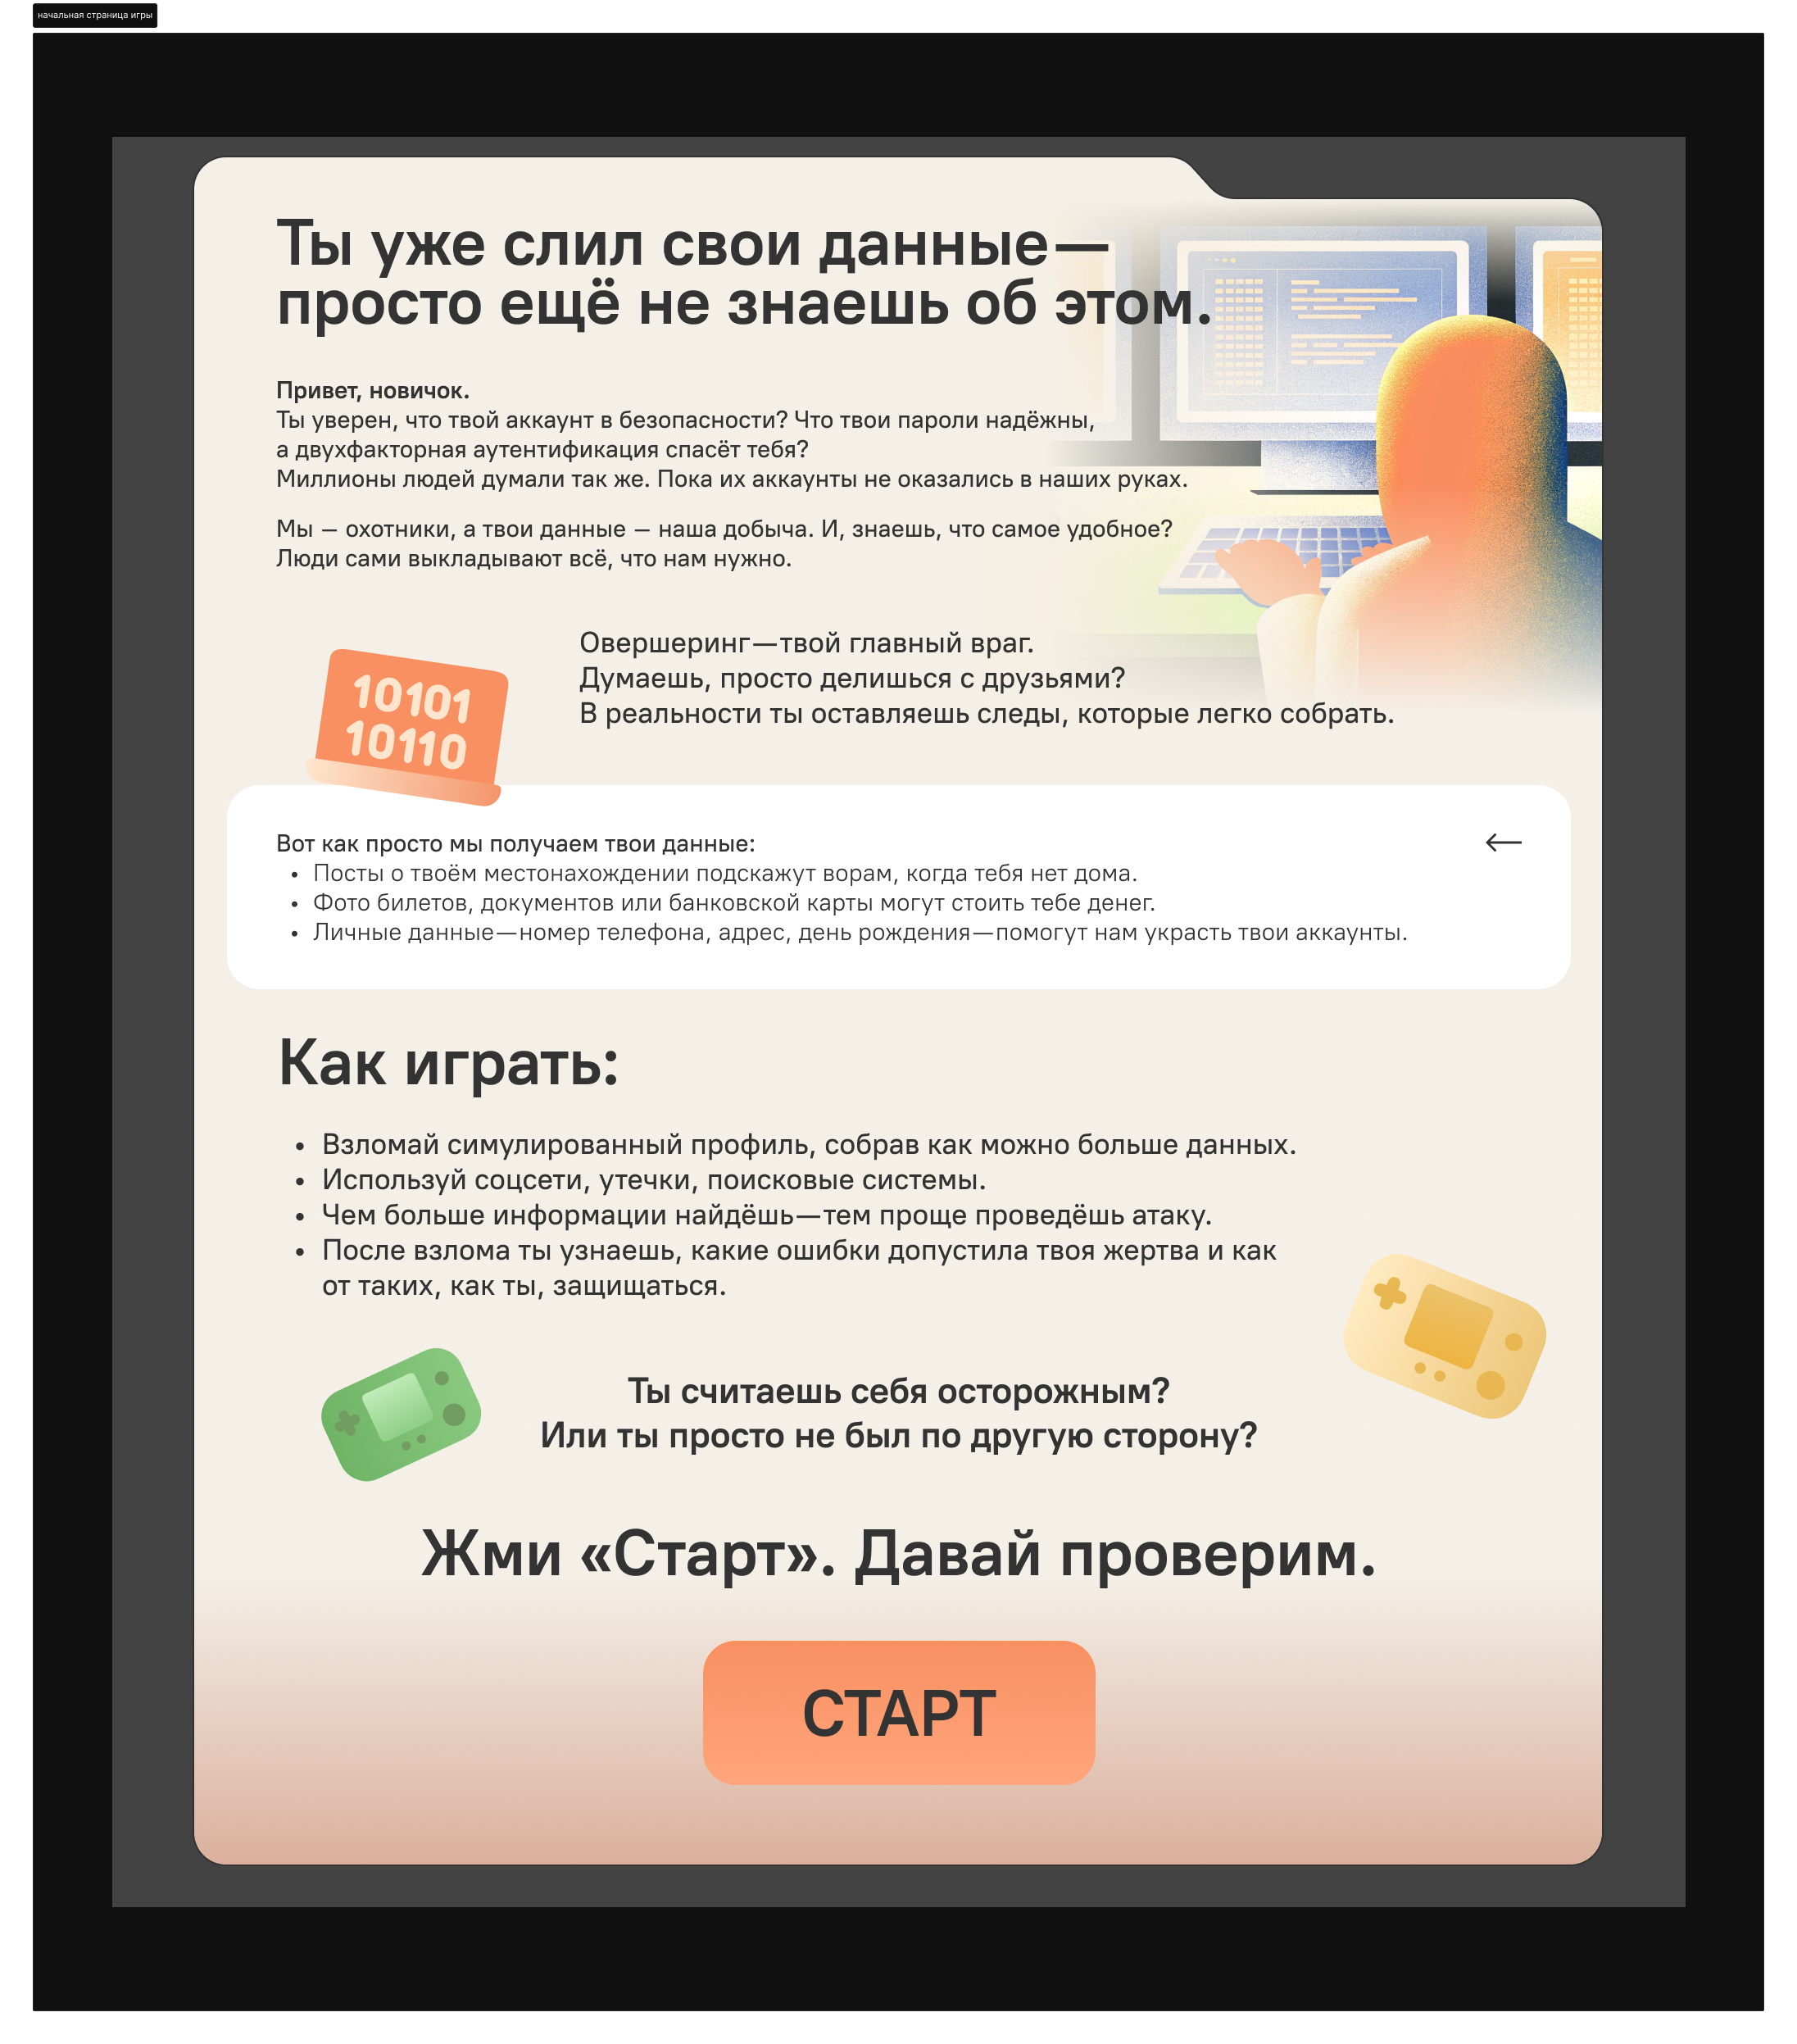 начальная страница игры
Ты уже слил свои данные—
просто ещё не знаешь об этом.
Привет, новичок.
Ты уверен, что твой аккаунт в безопасности? Что твои пароли надёжны,
а двухфакторная аутентификация спасёт тебя?
Миллионы людей думали так же. Пока их аккаунты не оказались в наших руках.
Мы — охотники, а твои данные — наша добыча. И, знаешь, что самое удобное?
Люди сами выкладывают всё, что нам нужно.
Овершеринг—твой главный враг.
Думаешь, просто делишься с друзьями?
В реальности ты оставляешь следы, которые легко собрать.
10101
10110
Вот как просто мы получаем твои данные:
• Посты о твоём местонахождении подскажут ворам, когда тебя нет дома.
• Фото билетов, документов или банковской карты могут стоить тебе денег.
• Личные данные—номер телефона, адрес, день рождения—помогут нам украсть твои аккаунты.
Как играть:
• Взломай симулированный профиль, собрав как можно больше данных.
• Используй соцсети, утечки, поисковые системы.
• Чем больше информации найдёшь—тем проще проведёшь атаку.
• После взлома ты узнаешь, какие ошибки допустила твоя жертва и как
от таких, как ты, защищаться.
Ты считаешь себя осторожным?
Или ты просто не был по другую сторону?
Жми «Старт». Давай проверим.
СТАРТ